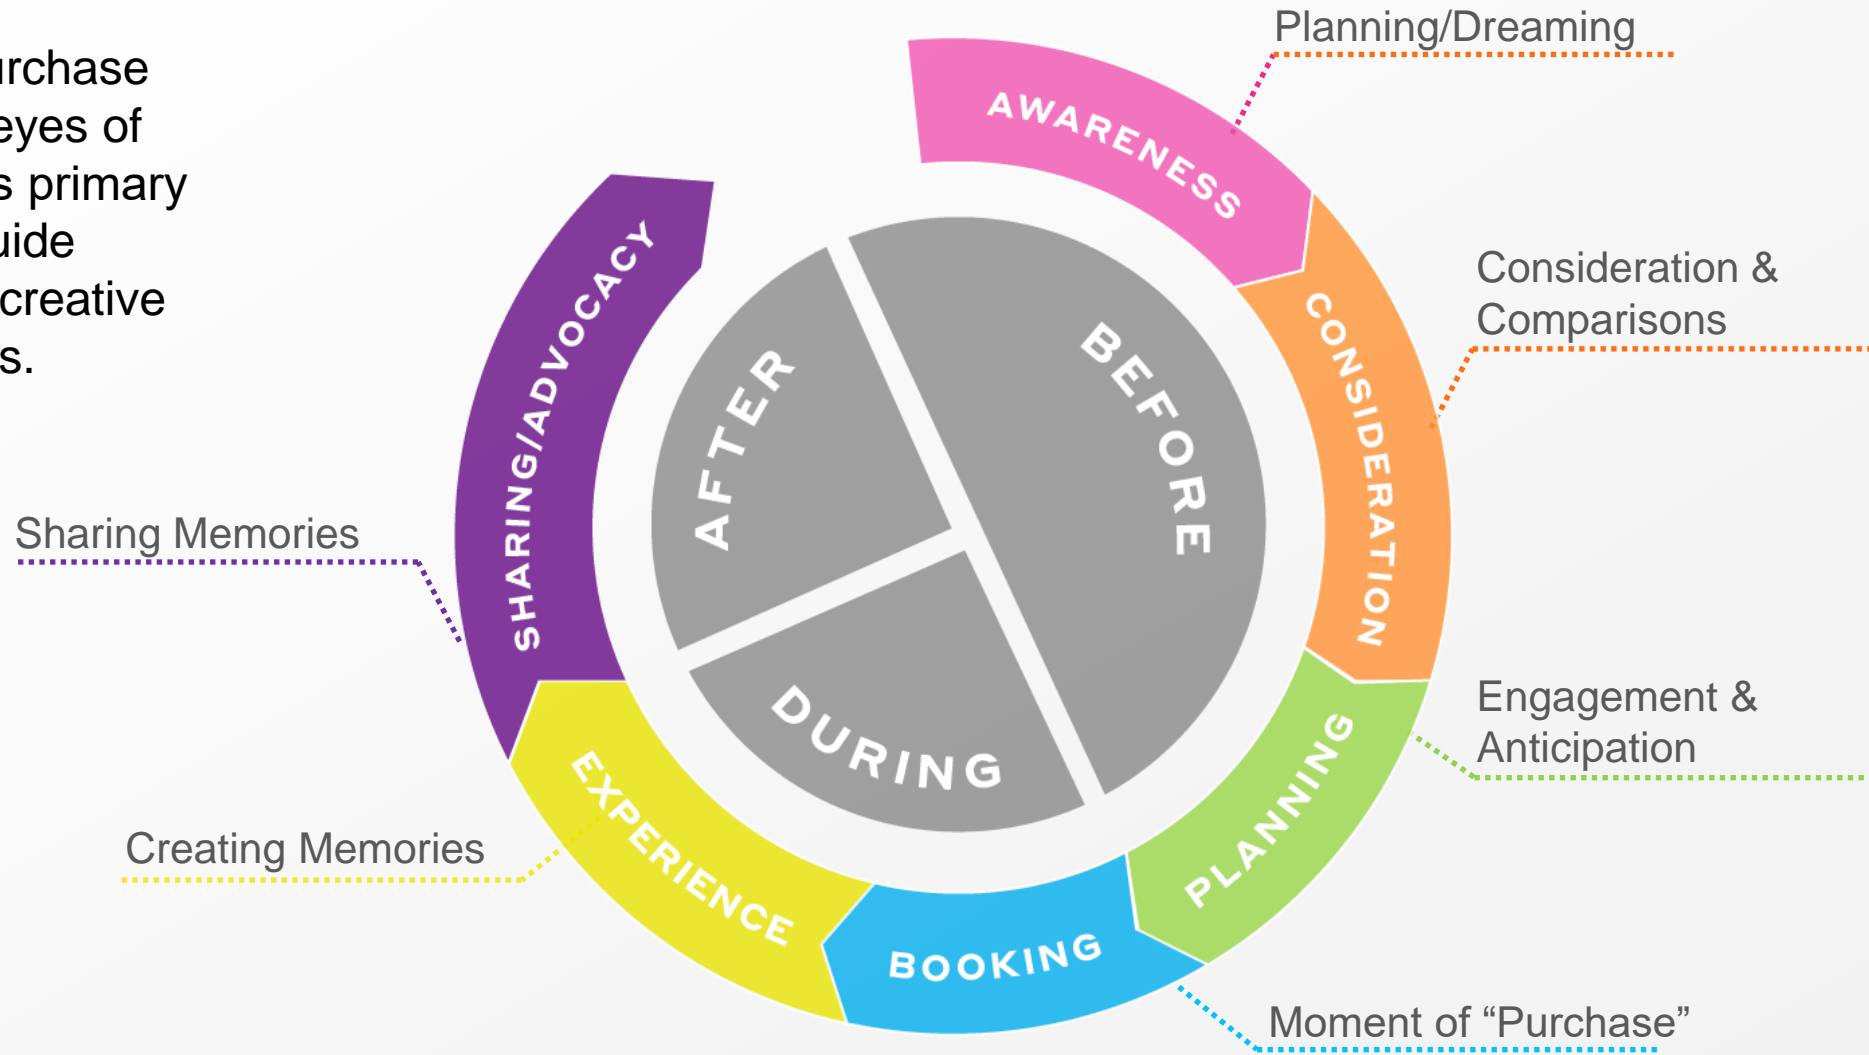 urchase
eyes of
s primary
uide
creative
s.
Planning/Dreaming
AWARENESS
Consideration &
Comparisons
CONSIDERATION
Engagement &
Anticipation
PLANNING
Moment of “Purchase”
BOOKING
Creating Memories
EXPERIENCE
Sharing Memories
SHARING/ADVOCACY
BEFORE
DURING
AFTER